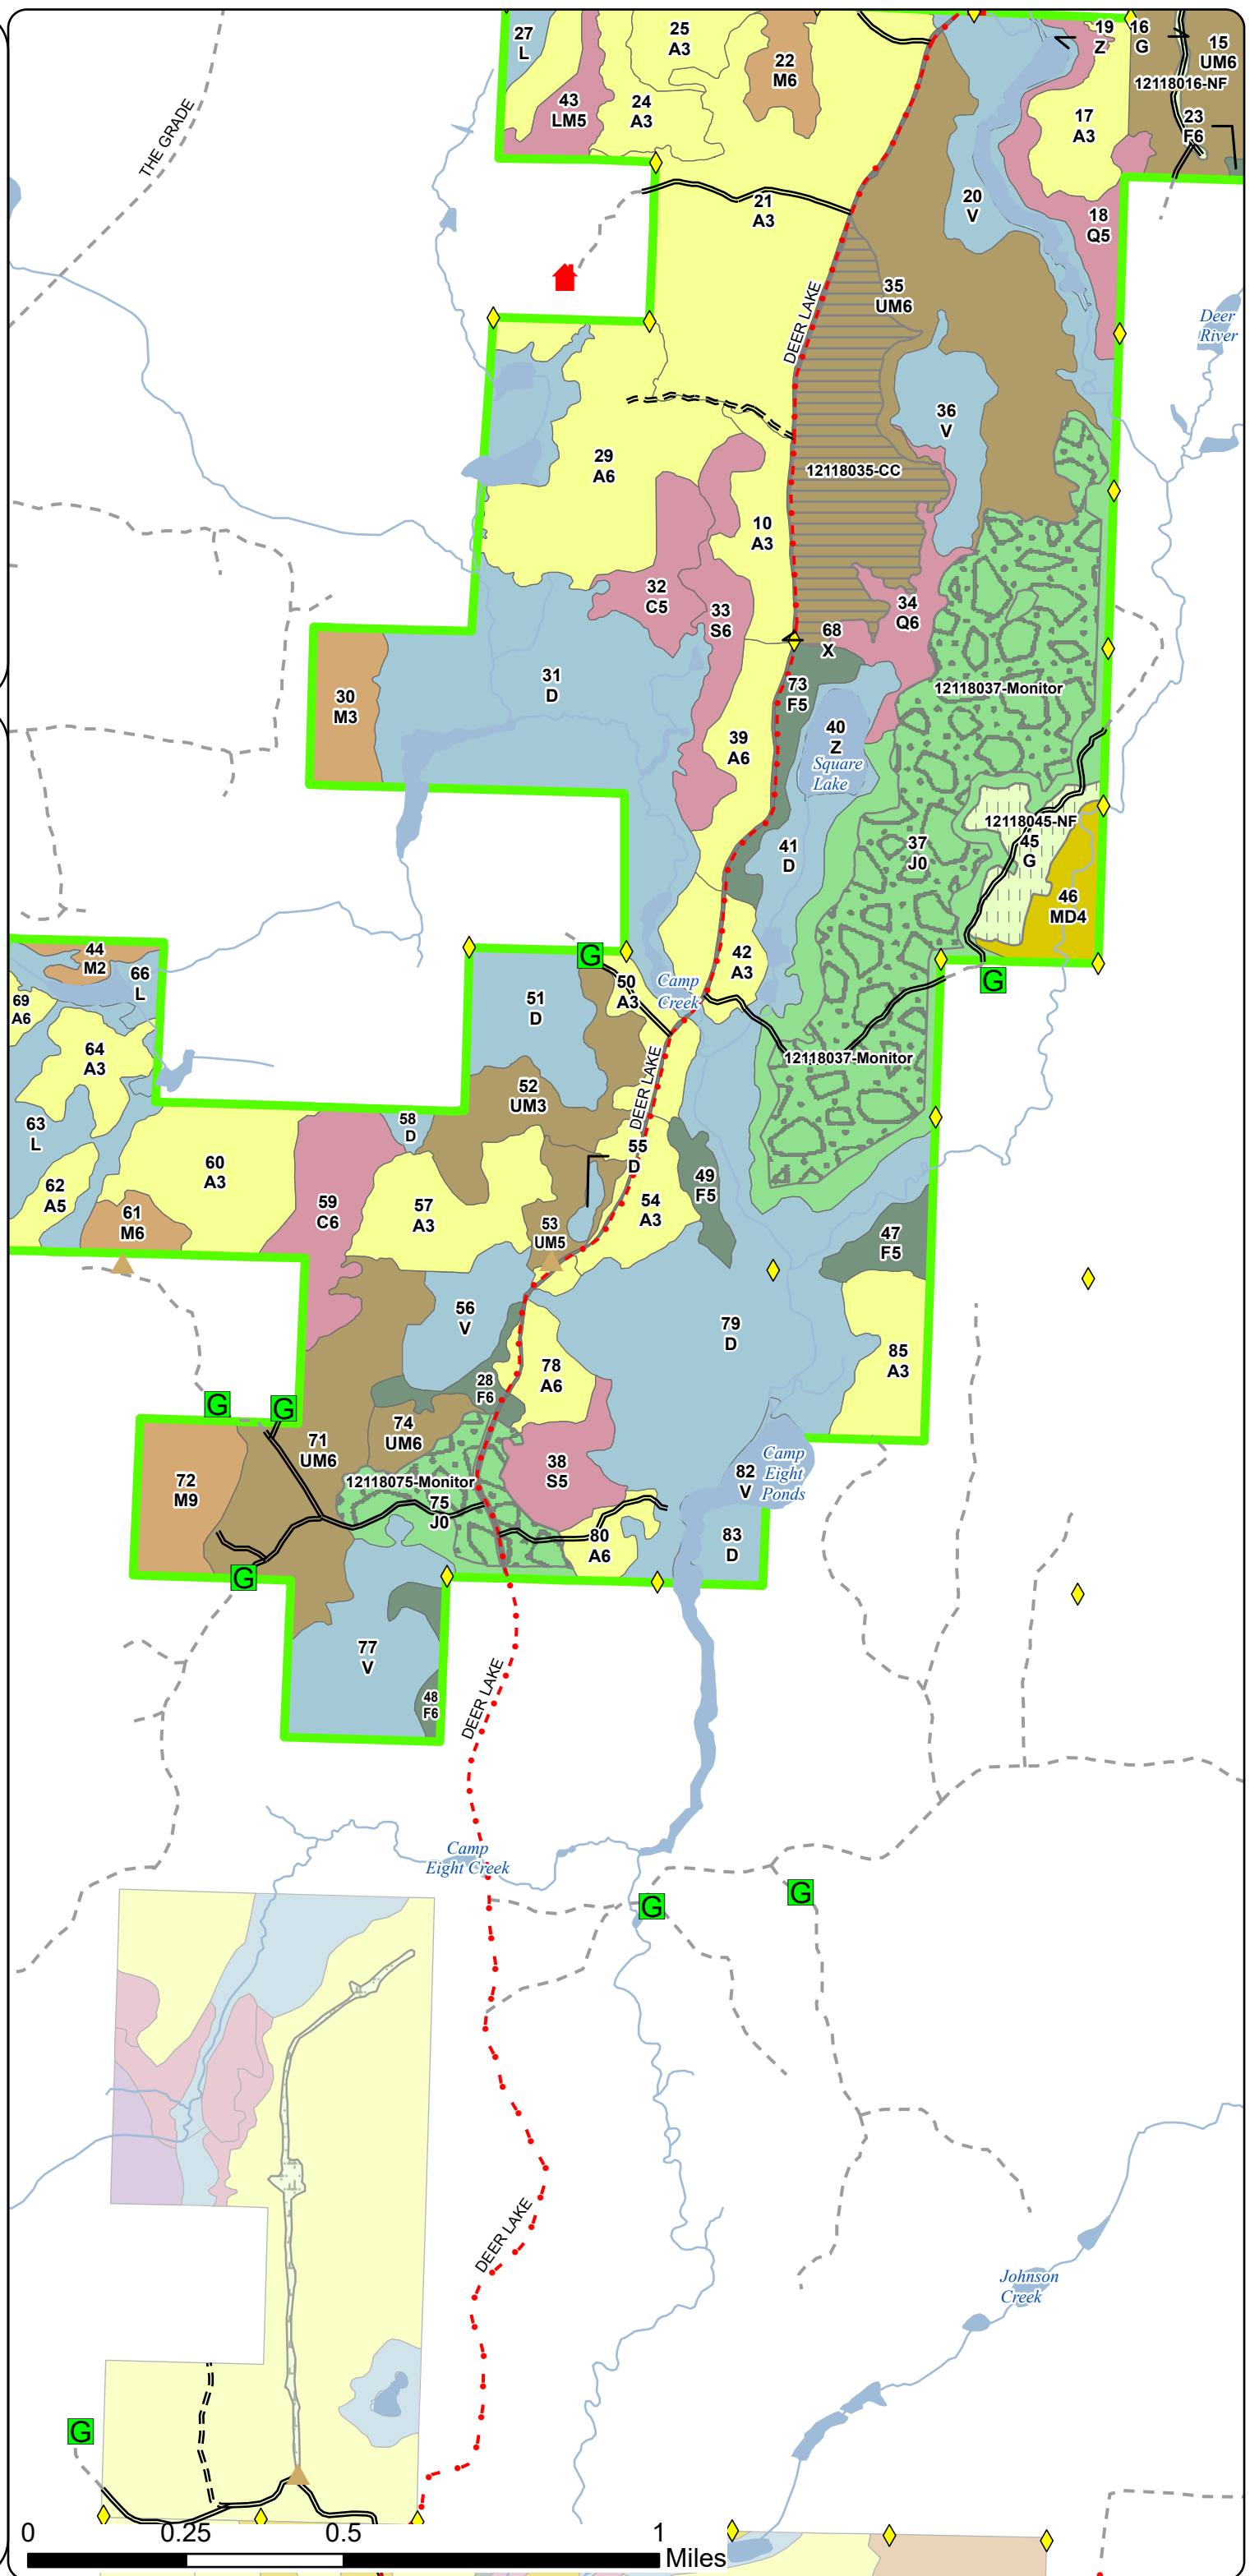 27
L
25
A3
22
M6
19
Z
16
G
15
UM6
12118016-NF
43
LM5
24
A3
17
A3
23
F6
THE GRADE
21
A3
20
V
18
Q5
DEER LAKE
35
UM6
Deer
River
36
V
29
A6
12118035-CC
10
A3
32
C5
33
S6
34
Q6
68
X
31
D
30
M3
73
F5
12118037-Monitor
39
A6
40
Z
Square
Lake
12118045-NF
45
G
41
D
37
J0
46
MD4
44
M2
66
L
42
A3
69
A6
50
A3
Camp
Creek
51
D
64
A3
12118037-Monitor
DEER LAKE
52
UM3
58
D
63
L
55
D
60
A3
49
F5
62
A5
61
M6
59
C6
57
A3
54
A3
53
UM5
47
F5
56
V
79
D
85
A3
78
A6
28
F6
G
G
74
UM6
71
UM6
38
S5
Camp
Eight
Ponds
82
V
72
M9
12118075-Monitor
75
J0
80
A6
83
D
G
77
V
48
F6
DEER LAKE
Camp
Eight Creek
G
G
DEER LAKE
Johnson
Creek
G
G
G
0
0.25
0.5
1
Miles